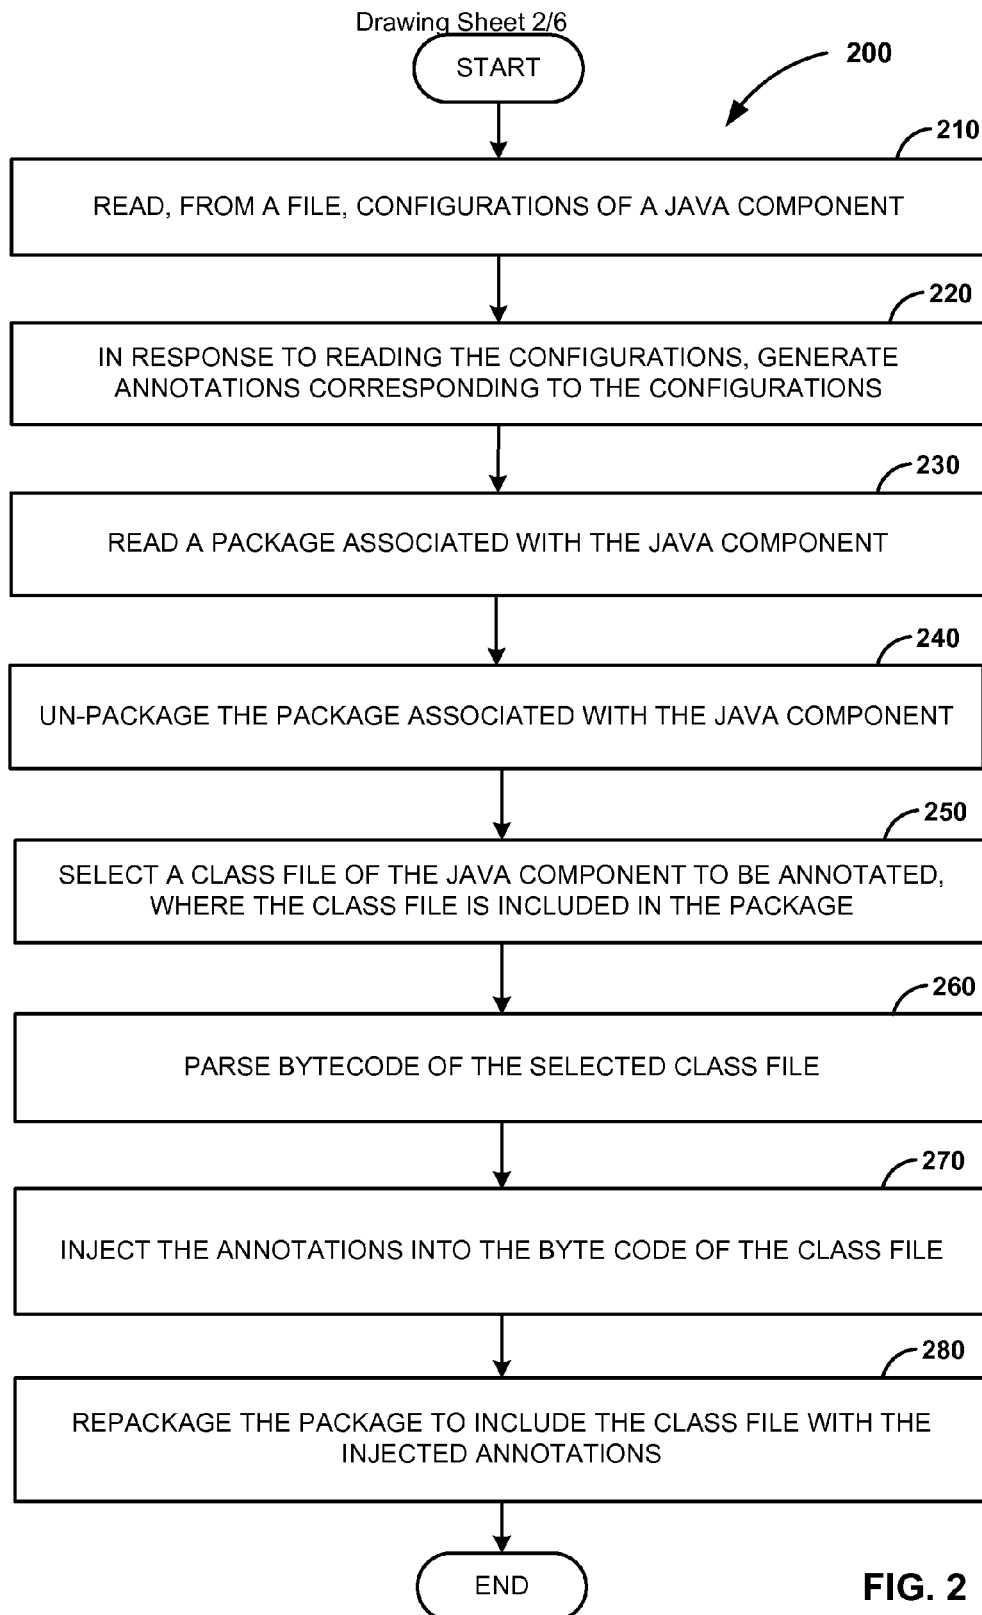 Drawing Sheet 2/6
START
200
210
READ, FROM A FILE, CONFIGURATIONS OF A JAVA COMPONENT
220
IN RESPONSE TO READING THE CONFIGURATIONS, GENERATE
ANNOTATIONS CORRESPONDING TO THE CONFIGURATIONS
230
READ A PACKAGE ASSOCIATED WITH THE JAVA COMPONENT
240
UN-PACKAGE THE PACKAGE ASSOCIATED WITH THE JAVA COMPONENT
250
SELECT A CLASS FILE OF THE JAVA COMPONENT TO BE ANNOTATED,
WHERE THE CLASS FILE IS INCLUDED IN THE PACKAGE
260
PARSE BYTECODE OF THE SELECTED CLASS FILE
270
INJECT THE ANNOTATIONS INTO THE BYTE CODE OF THE CLASS FILE
280
REPACKAGE THE PACKAGE TO INCLUDE THE CLASS FILE WITH THE
INJECTED ANNOTATIONS
END
FIG. 2